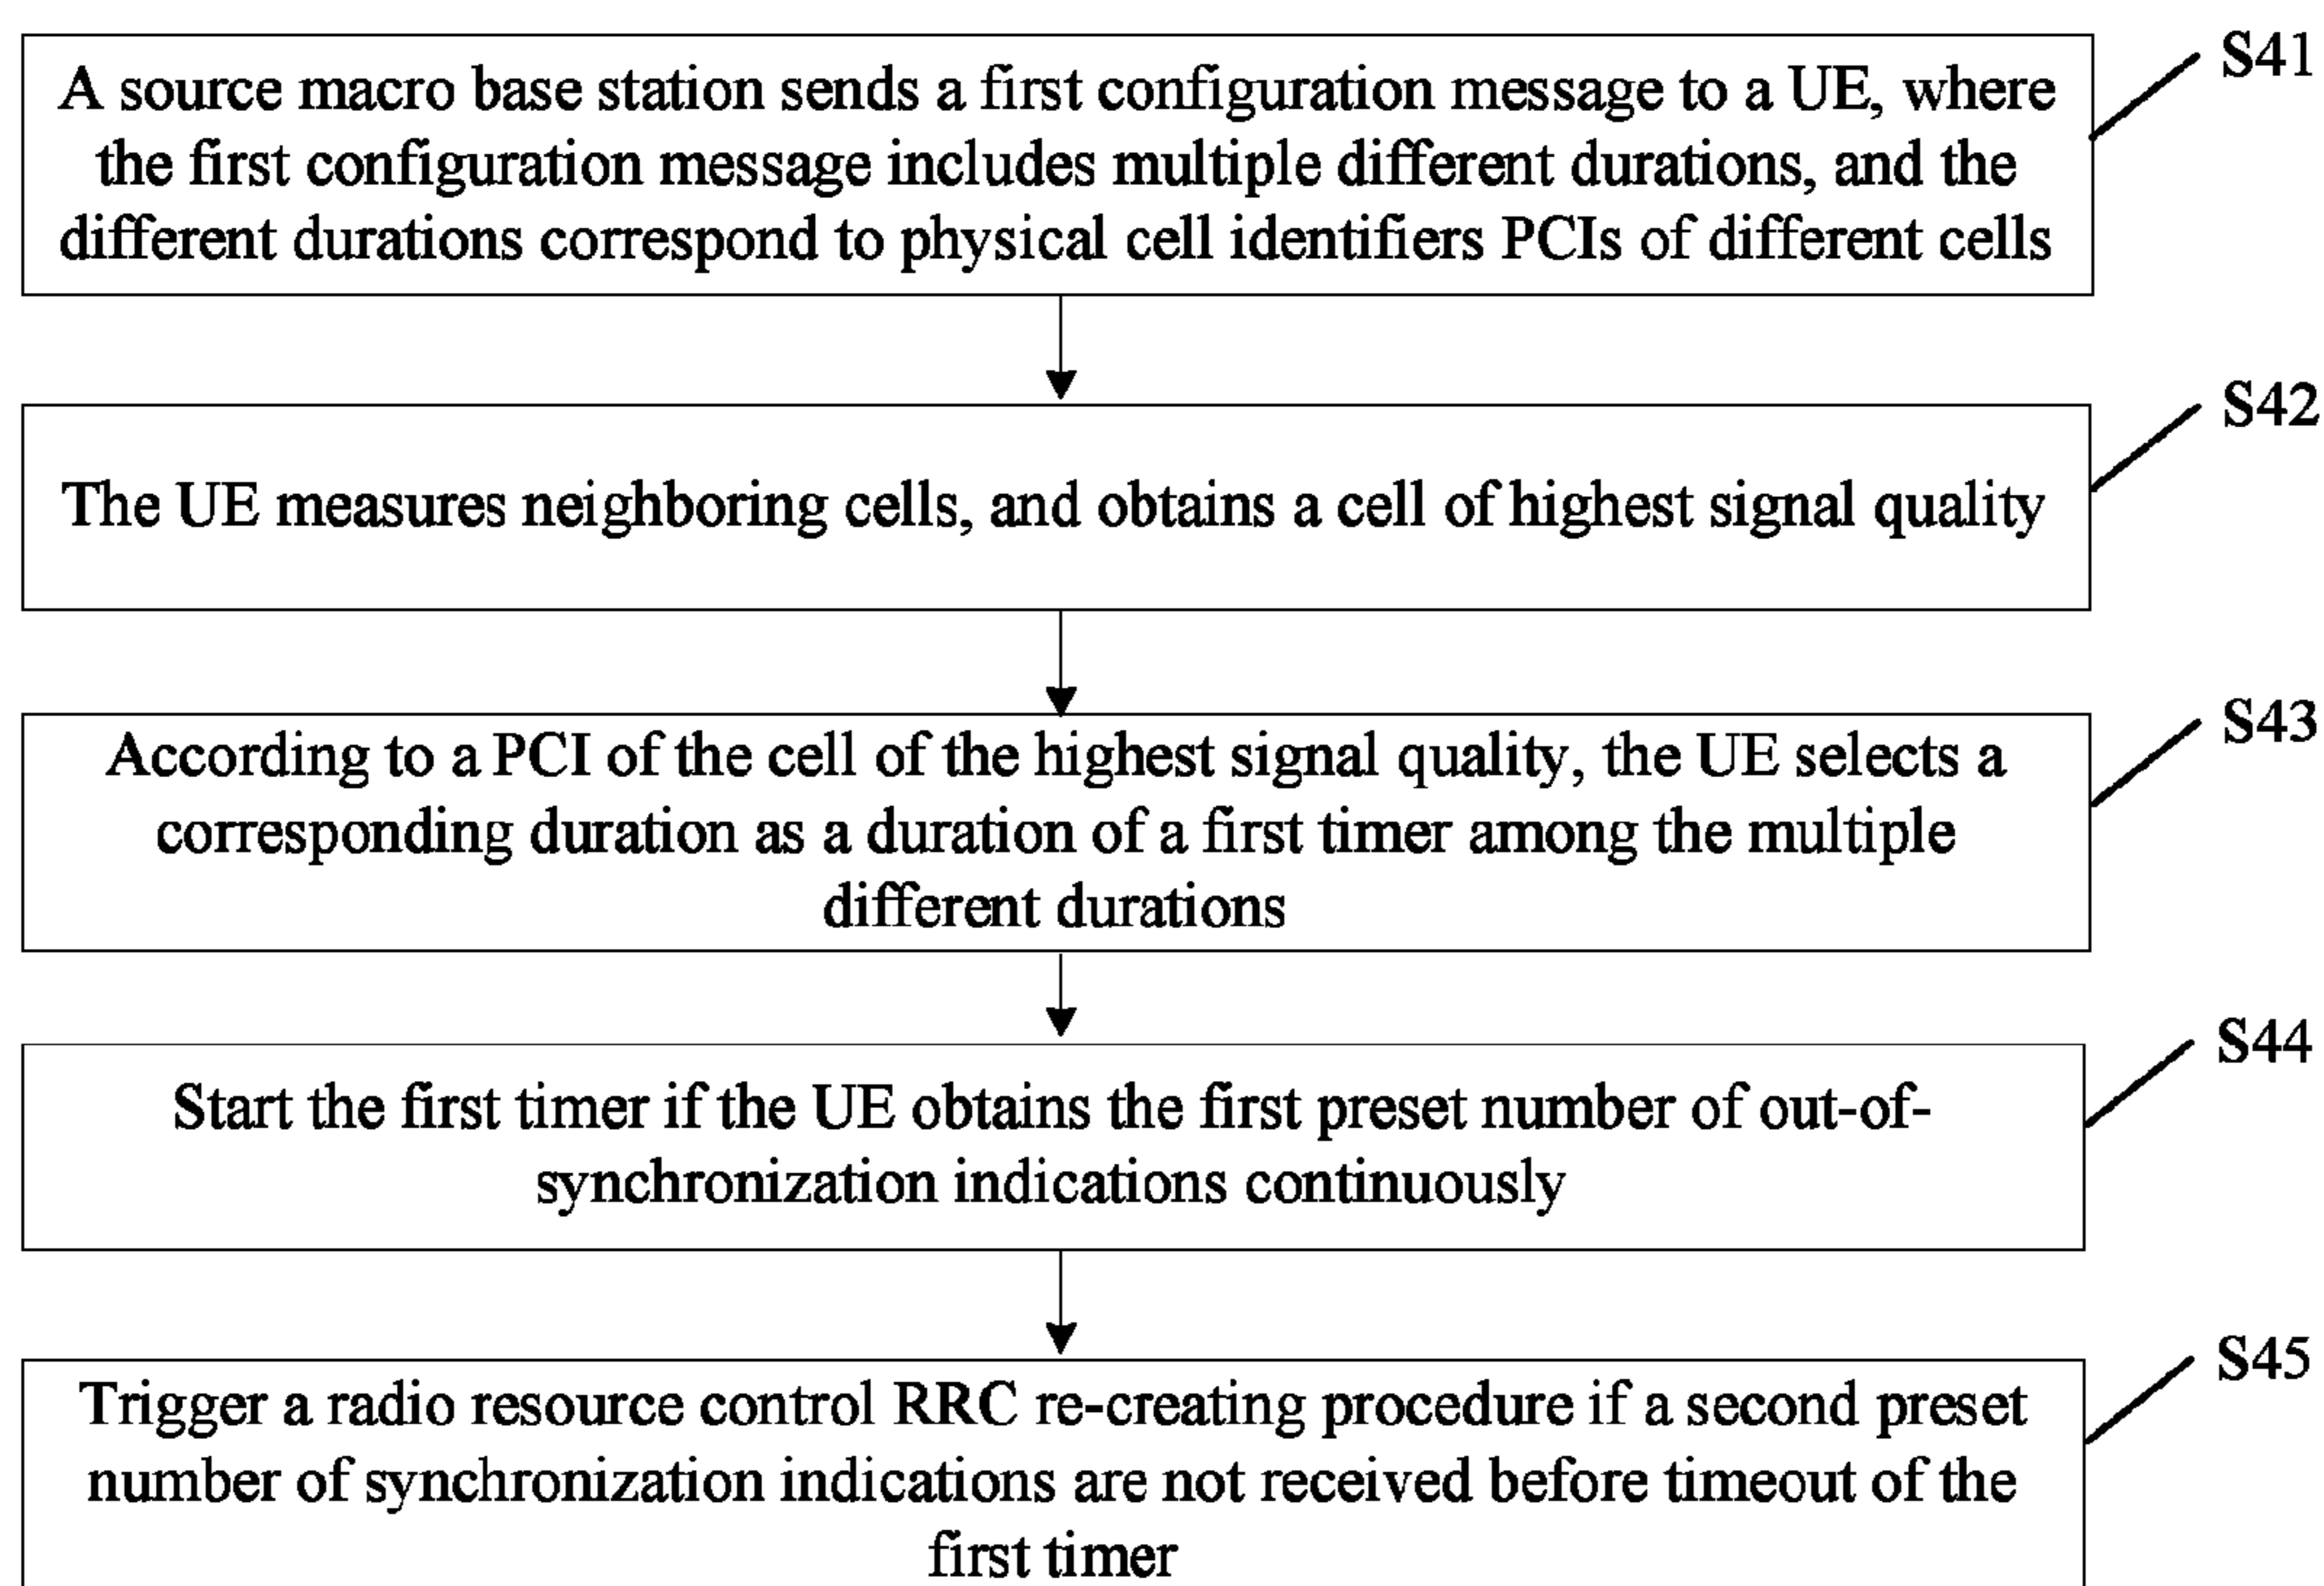 S41
A source macro base station sends a first configuration message to a UE, where
the first configuration message includes multiple different durations, and the
different durations correspond to physical cell identifiers PCIs of different cells
S42
The UE measures neighboring cells, and obtains a cell of highest signal quality
S43
According to a PCI of the cell of the highest signal quality, the UE selects a
corresponding duration as a duration of a first timer among the multiple
different durations
S44
Start the first timer if the UE obtains the first preset number of out-of-
synchronization indications continuously
S45
Trigger a radio resource control RRC re-creating procedure if a second preset
number of synchronization indications are not received before timeout of the
first timer